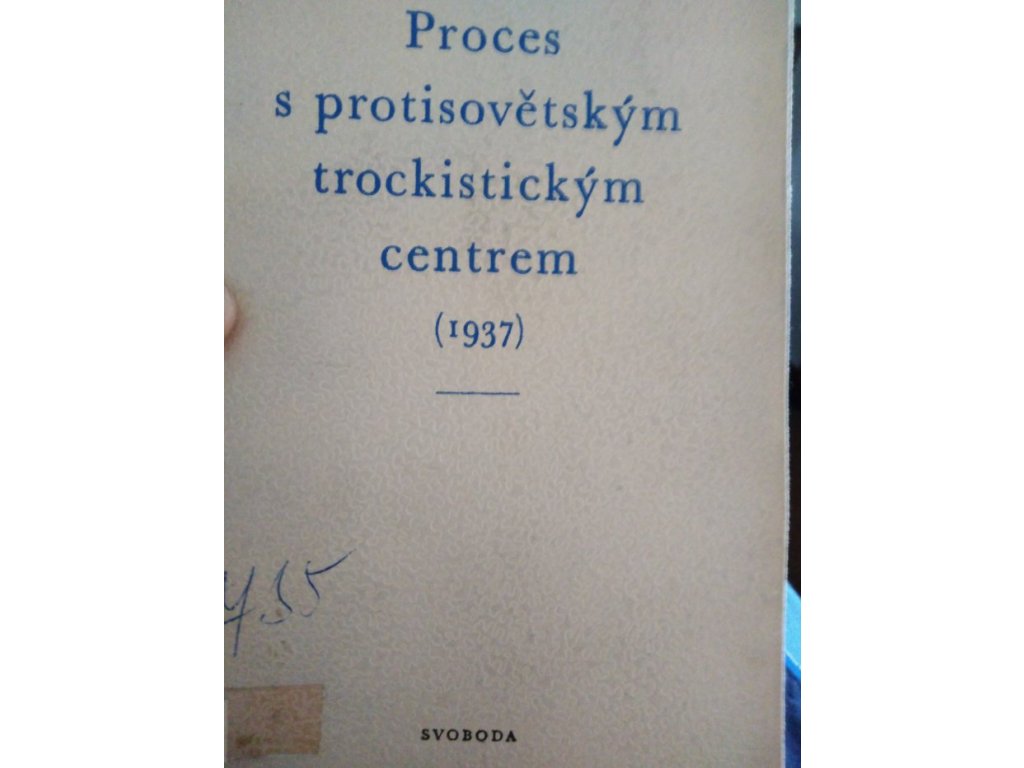 Proces
s protisovětským
trockistickým
centrem
(1937)
SVOBODA